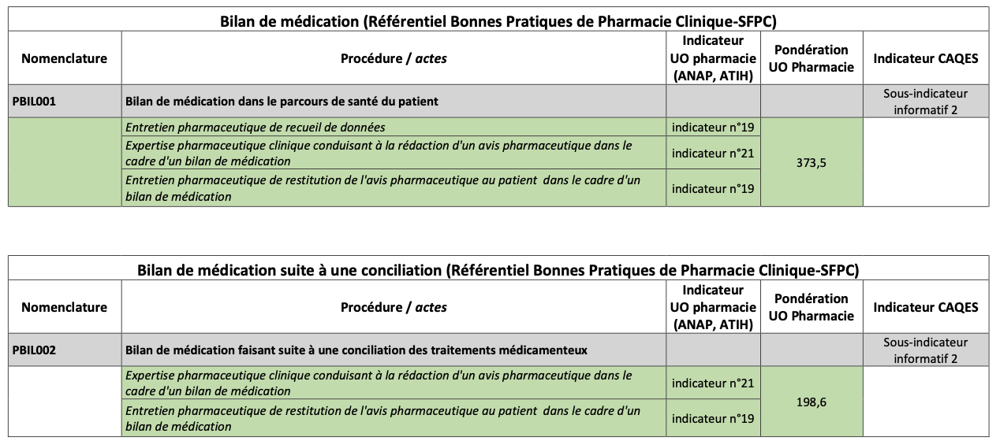 Bilan de médication (Référentiel Bonnes Pratiques de Pharmacie Clinique-SFPC)
Nomenclature
Procédure / actes
Indicateur
UO pharmacie
(ANAP, ATIH)
Pondération
UO Pharmacie
Indicateur CAQES
PBIL001
Bilan de médication dans le parcours de santé du patient
Sous-indicateur
informatif 2
Entretien pharmaceutique de recueil de données
indicateur n°19
Expertise pharmaceutique clinique conduisant à la rédaction d'un avis pharmaceutique dans le
cadre d'un bilan de médication
indicateur n°21
Entretien pharmaceutique de restitution de l'avis pharmaceutique au patient  dans le cadre d'un
bilan de médication
indicateur n°19
373,5
Bilan de médication suite à une conciliation (Référentiel Bonnes Pratiques de Pharmacie Clinique-SFPC)
Nomenclature
Procédure / actes
Indicateur
UO pharmacie
(ANAP, ATIH)
Pondération
UO Pharmacie
Indicateur CAQES
PBIL002
Bilan de médication faisant suite à une conciliation des traitements médicamenteux
Sous-indicateur
informatif 2
Expertise pharmaceutique clinique conduisant à la rédaction d'un avis pharmaceutique dans le
cadre d'un bilan de médication
indicateur n°21
Entretien pharmaceutique de restitution de l'avis pharmaceutique au patient  dans le cadre d'un
bilan de médication
indicateur n°19
198,6